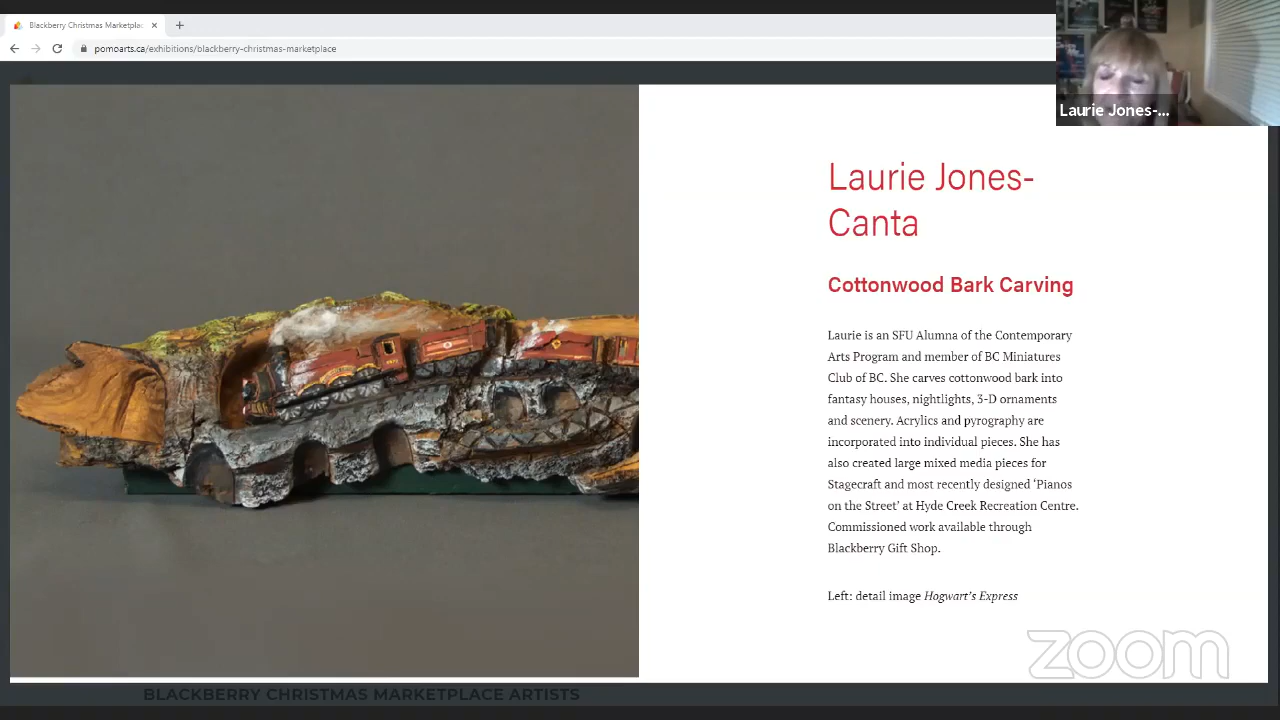 Blackberry Christmas Marketplac
pomoarts.ca/exhibitions/blackberry-christmas-marketplace
Laurie Jones-...
Laurie Jones-
Canta
Cottonwood Bark Carving
Laurie is an SFU Alumna of the Contemporary
Arts Program and member of BC Miniatures
Club of BC. She carves cottonwood bark into
fantasy houses, nightlights, 3-D ornaments
and scenery. Acrylics and pyrography are
incorporated into individual pieces. She has
also created large mixed media pieces for
Stagecraft and most recently designed ‘Pianos
on the Street’ at Hyde Creek Recreation Centre.
Commissioned work available through
Blackberry Gift Shop.
Left: detail image Hogwart’s Express
zoom
BLACKBERRY CHRISTMAS MARKETPLACE ARTISTS